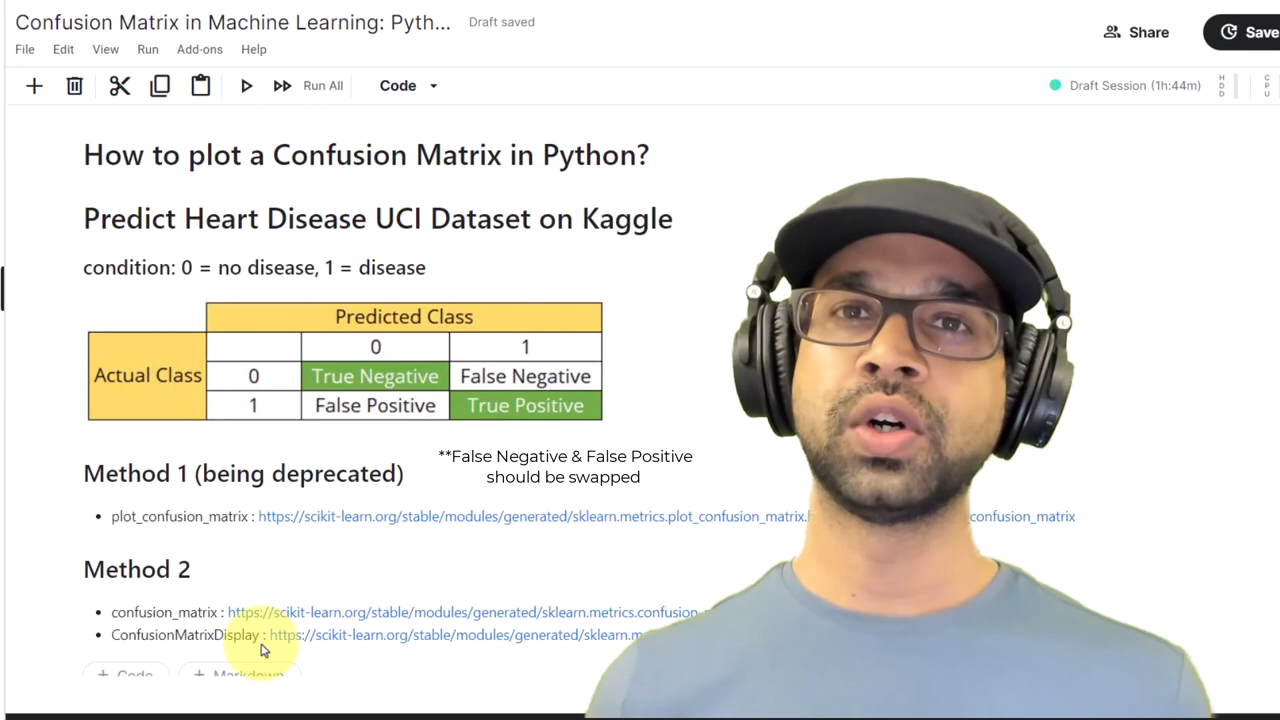 Confusion Matrix in Machine Learning: Pyth... Draft saved
Share
Save
File Edit View Run Add-ons Help
Run All
Code
Draft Session (1h:44m)
HDD
CPU
How to plot a Confusion Matrix in Python?
Predict Heart Disease UCI Dataset on Kaggle
condition: 0 = no disease, 1 = disease
Predicted Class
0 1
Actual Class
0 True Negative False Negative
1 False Positive True Positive
**False Negative & False Positive
should be swapped
Method 1 (being deprecated)
plot_confusion_matrix : https://scikit-learn.org/stable/modules/generated/sklearn.metrics.plot_confusion_matrix.h confusion_matrix
Method 2
confusion_matrix : https://scikit-learn.org/stable/modules/generated/sklearn.metrics.confusion_
ConfusionMatrixDisplay : https://scikit-learn.org/stable/modules/generated/sklearn.m
+ Code + Markdown